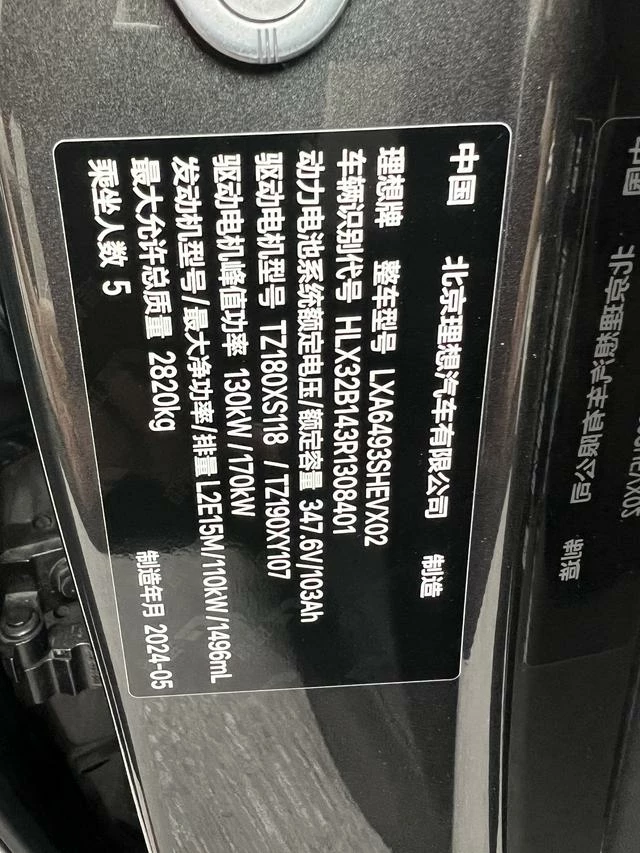 中国 北京理想汽车有限公司 制造
理想牌 整车型号 LXA6493SHEVX02
车辆识别代号 HLX32B143R1308401
动力电池系统额定电压/额定容量 347.6V/103Ah
驱动电机型号 TZ180XS118 /TZ190XY107
驱动电机峰值功率 130kW/170kW
发动机型号/最大净功率/排量 L2E15M/110kW/1496mL
最大允许总质量 2820kg 制造年月 2024-05
乘坐人数 5